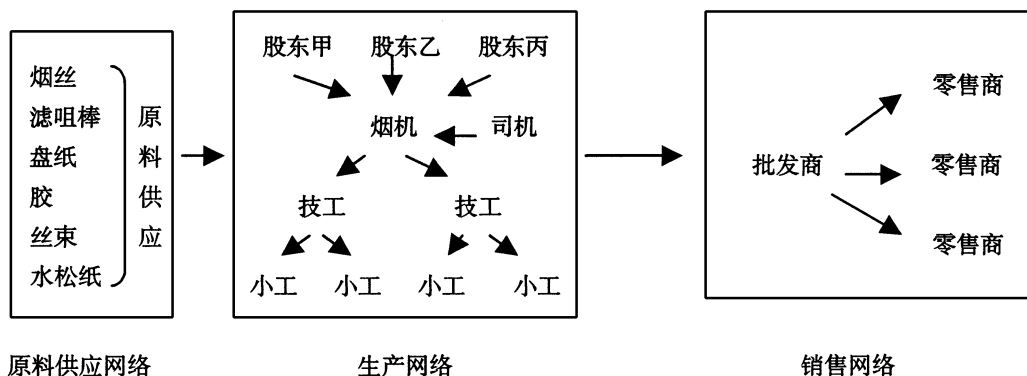 烟丝
滤咀棒
盘纸
胶
丝束
水松纸
原料供应
股东甲 股东乙 股东丙
烟机 司机
技工 技工
小工 小工 小工 小工
零售商
批发商 零售商
零售商
原料供应网络 生产网络 销售网络